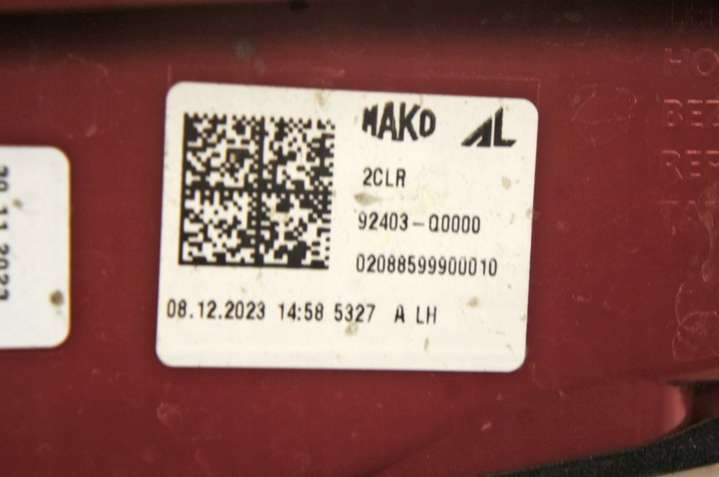 MAKO AL
2CLR
92403-Q0000
02088599900010
08.12.2023 14:58 5327 A LH